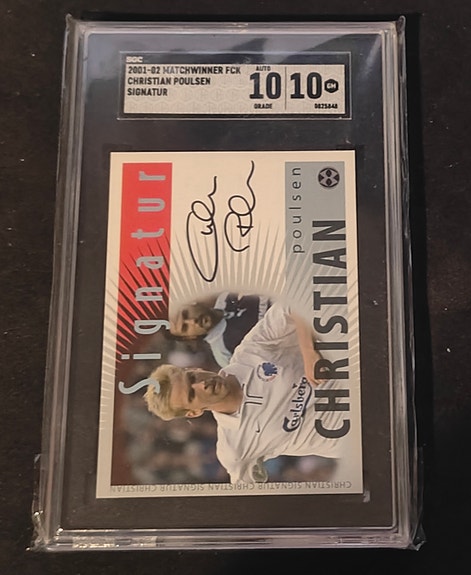 SGC
2001-02 MATCHWINNER FCK
CHRISTIAN POULSEN
SIGNATUR
AUTO
10
GRADE
10
GM
0825848
Signatur
poulsen
CHRISTIAN
Carlsberg
CHRISTIAN SIGNATUR CHRISTIAN SIGNATUR CHRISTIAN